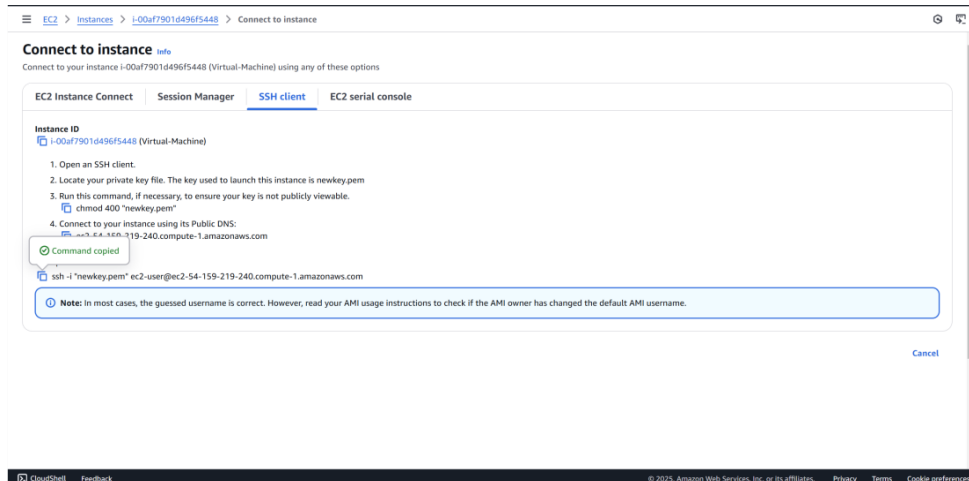 EC2 > Instances > i-00af7901d496f5448 > Connect to instance
Connect to instance Info
Connect to your instance i-00af7901d496f5448 (Virtual-Machine) using any of these options
EC2 Instance Connect Session Manager SSH client EC2 serial console
Instance ID
i-00af7901d496f5448 (Virtual-Machine)
1. Open an SSH client.
2. Locate your private key file. The key used to launch this instance is newkey.pem
3. Run this command, if necessary, to ensure your key is not publicly viewable.
chmod 400 "newkey.pem"
4. Connect to your instance using its Public DNS:
ec2-54-159-219-240.compute-1.amazonaws.com
Command copied
ssh -i "newkey.pem" ec2-user@ec2-54-159-219-240.compute-1.amazonaws.com
Note: In most cases, the guessed username is correct. However, read your AMI usage instructions to check if the AMI owner has changed the default AMI username.
Cancel
CloudShell Feedback © 2025, Amazon Web Services, Inc. or its affiliates. Privacy Terms Cookie preferences